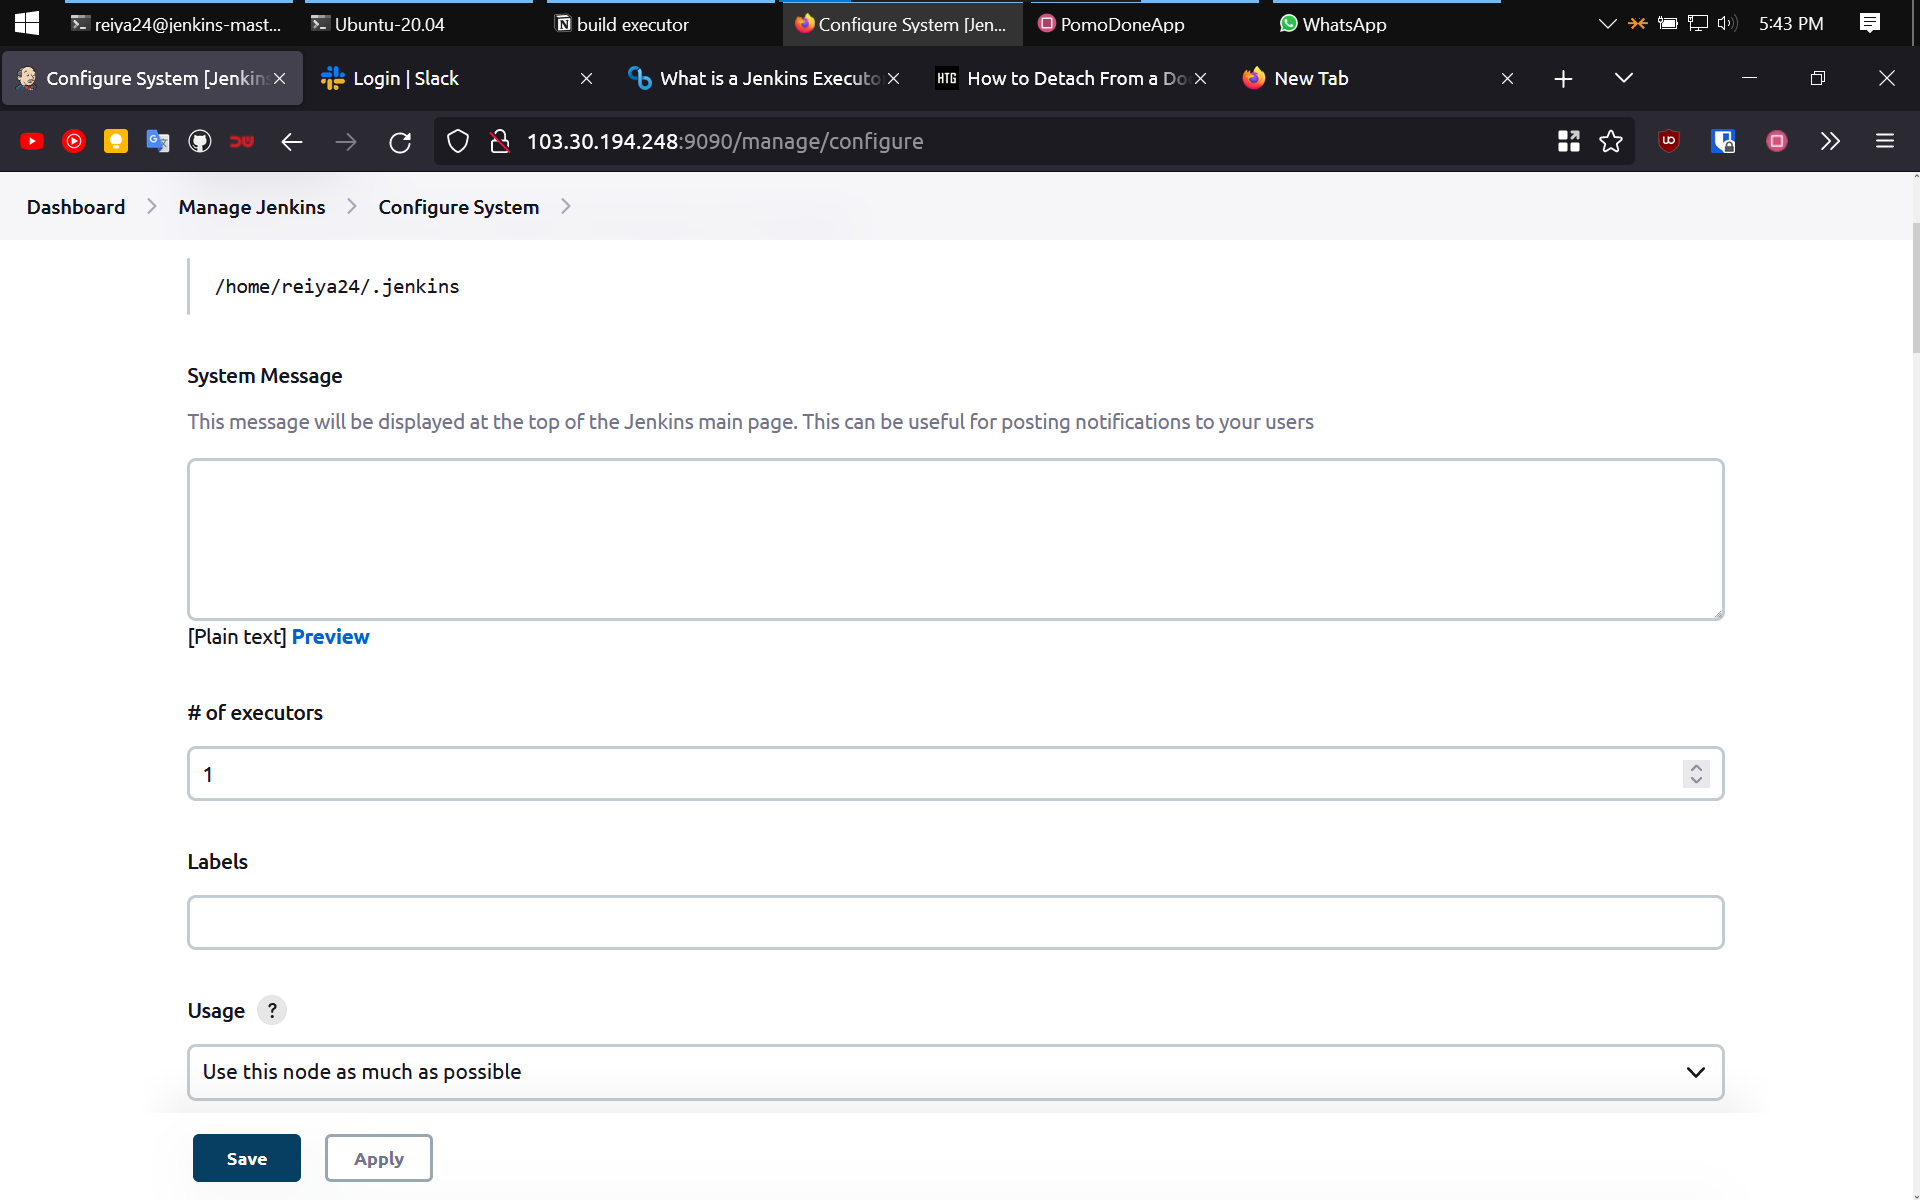 reiya24@jenkins-mast...
Ubuntu-20.04
build executor
Configure System [Jen...
PomoDoneApp
WhatsApp
5:43 PM
Configure System [Jenkin
Login | Slack
What is a Jenkins Executo
HTG
How to Detach From a Do
New Tab
103.30.194.248:9090/manage/configure
Dashboard
Manage Jenkins
Configure System
/home/reiya24/.jenkins
System Message
This message will be displayed at the top of the Jenkins main page. This can be useful for posting notifications to your users
[Plain text] Preview
# of executors
1
Labels
Usage ?
Use this node as much as possible
Save
Apply